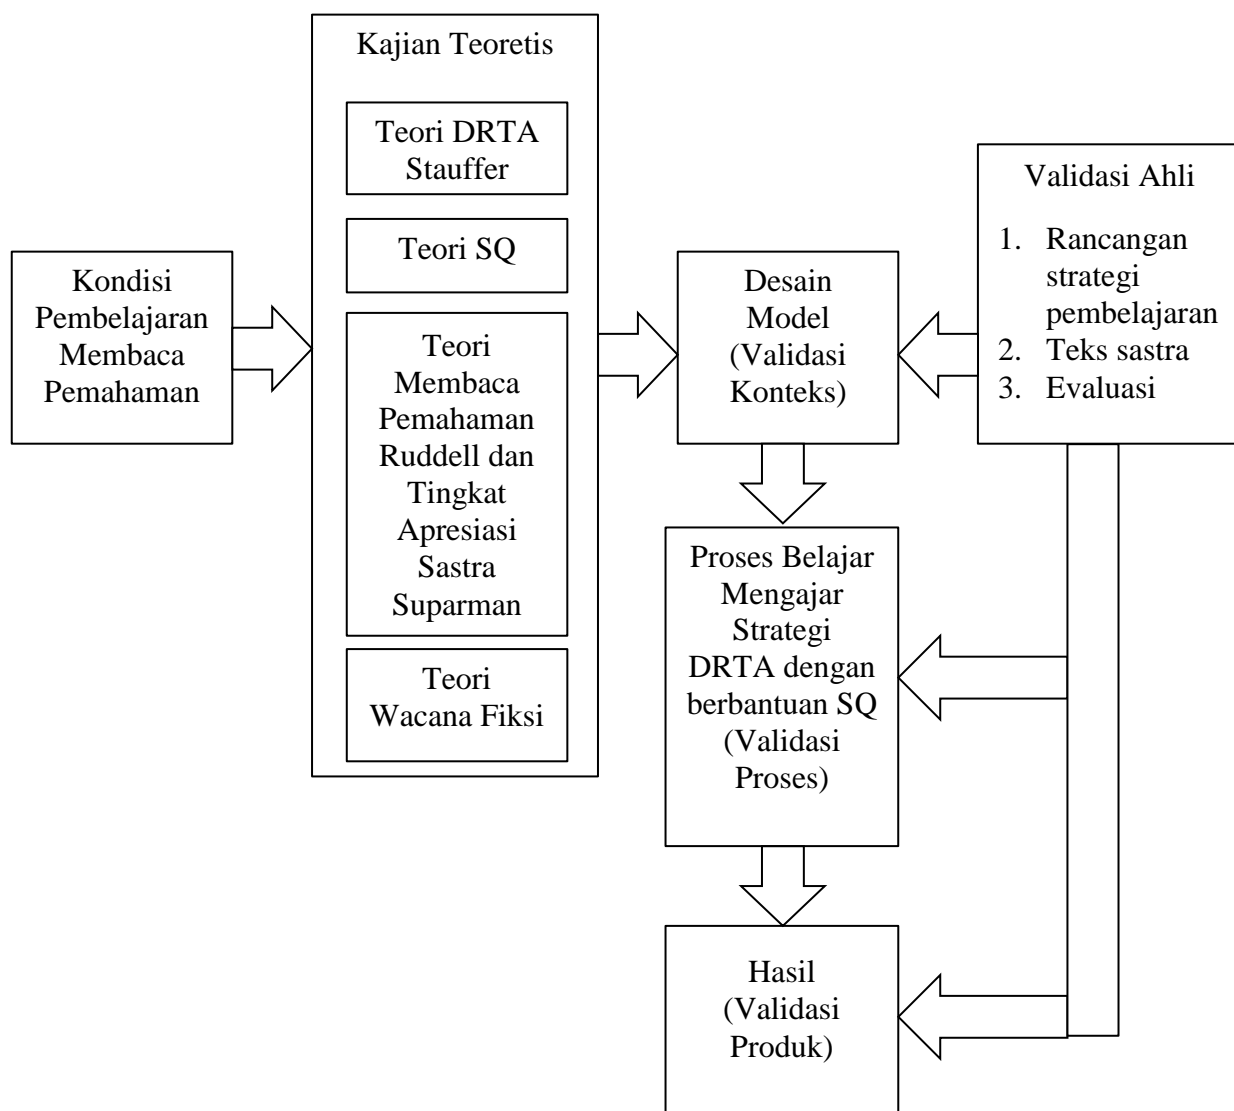 Kondisi
Pembelajaran
Membaca
Pemahaman
Kajian Teoretis
Teori DRTA
Stauffer
Teori SQ
Teori
Membaca
Pemahaman
Ruddell dan
Tingkat
Apresiasi
Sastra
Suparman
Teori
Wacana Fiksi
Desain
Model
(Validasi
Konteks)
Validasi Ahli
1. Rancangan
strategi
pembelajaran
2. Teks sastra
3. Evaluasi
Proses Belajar
Mengajar
Strategi
DRTA dengan
berbantuan SQ
(Validasi
Proses)
Hasil
(Validasi
Produk)